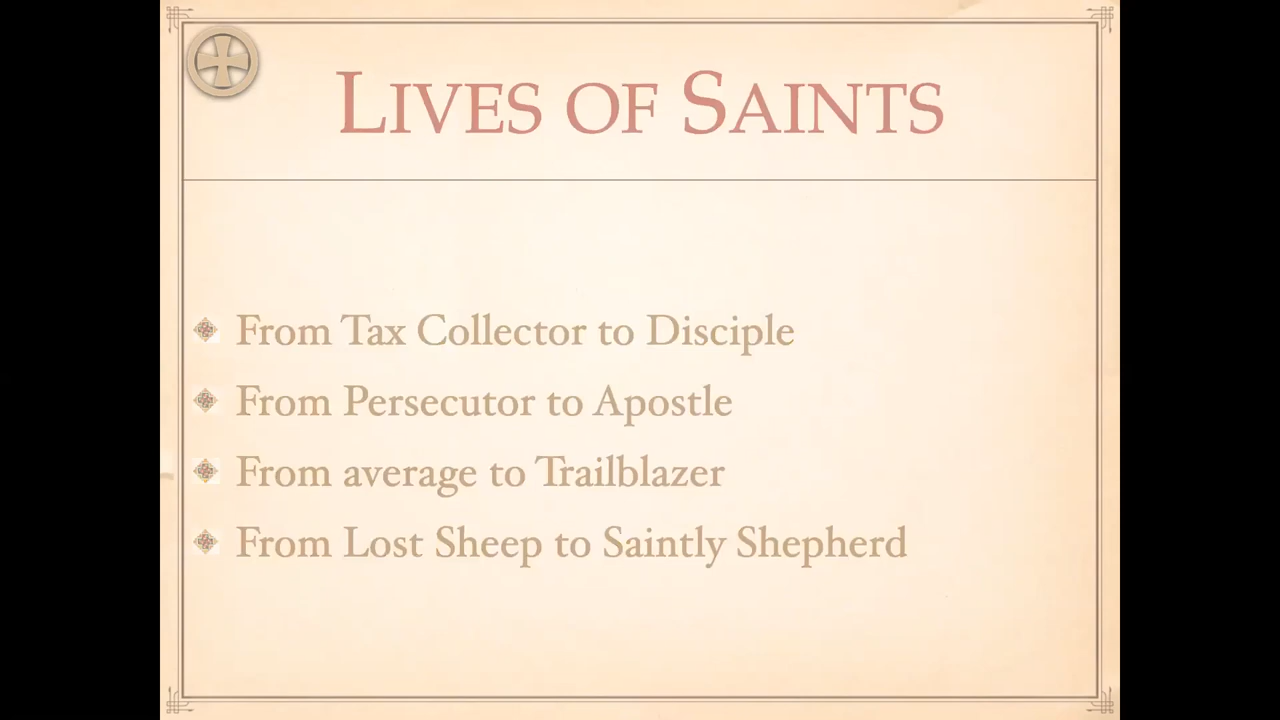 Lives of Saints
From Tax Collector to Disciple
From Persecutor to Apostle
From average to Trailblazer
From Lost Sheep to Saintly Shepherd